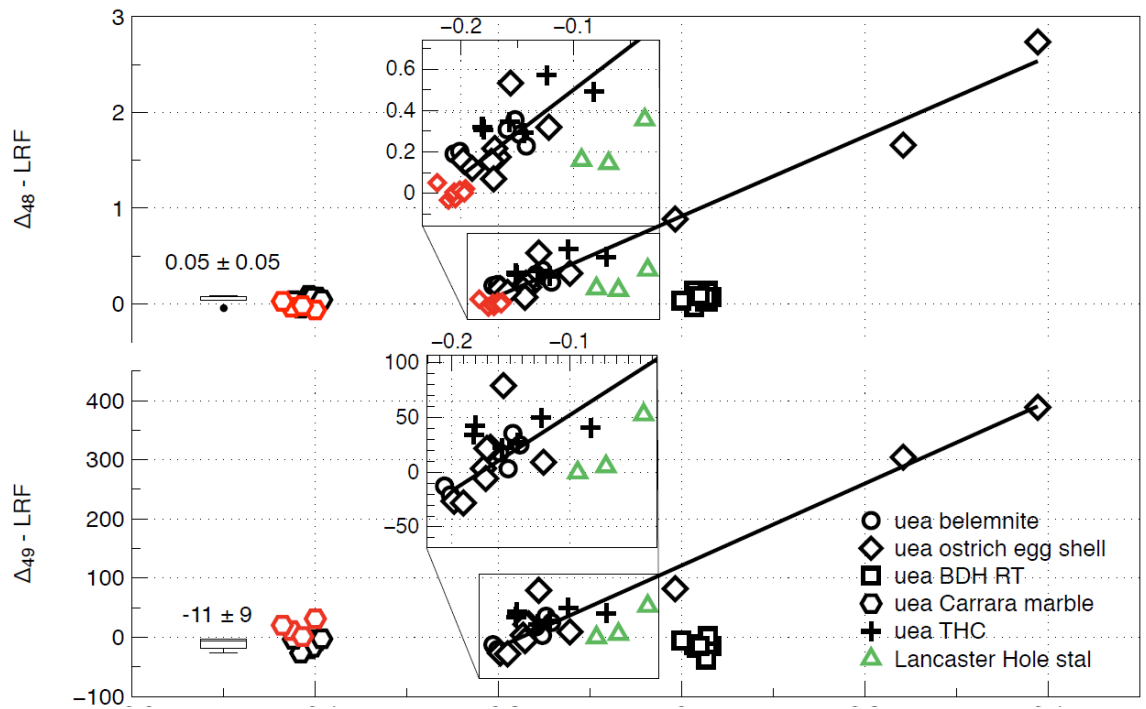 3
2
1
0
Δ48 - LRF
0.05 ± 0.05
−0.2
−0.1
0.6
0.4
0.2
0
−0.2
−0.1
100
50
0
−50
400
300
200
100
0
−100
Δ49 - LRF
-11 ± 9
uea belemnite
uea ostrich egg shell
uea BDH RT
uea Carrara marble
uea THC
Lancaster Hole stal